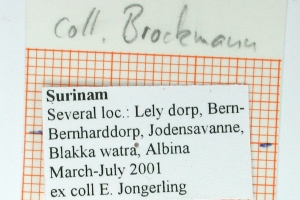 coll. Brockmann
Surinam
Several loc.: Lely dorp, Bern-
Bernharddorp, Jodensavanne,
Blakka watra, Albina
March-July 2001
ex coll E. Jongerling